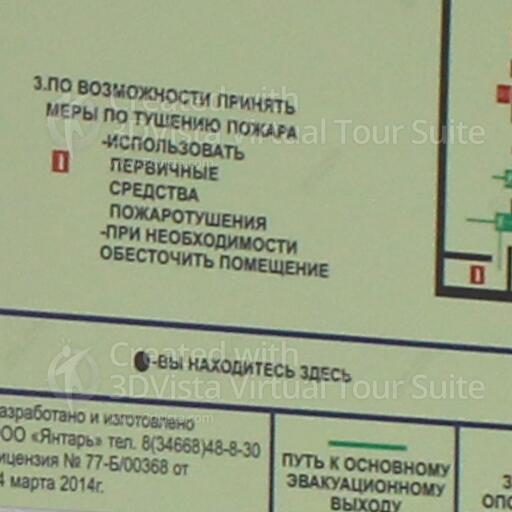 3.ПО ВОЗМОЖНОСТИ ПРИНЯТЬ
МЕРЫ ПО ТУШЕНИЮ ПОЖАРА
-ИСПОЛЬЗОВАТЬ
ПЕРВИЧНЫЕ
СРЕДСТВА
ПОЖАРОТУШЕНИЯ
-ПРИ НЕОБХОДИМОСТИ
ОБЕСТОЧИТЬ ПОМЕЩЕНИЕ
Created with
3DVista Virtual Tour Suite
-ВЫ НАХОДИТЕСЬ ЗДЕСЬ
Created with
3DVista Virtual Tour Suite
азработано и изготовлено
ОО «Янтарь» тел. 8(34668)48-8-30
ицензия № 77-Б/00368 от
4 марта 2014г.
ПУТЬ К ОСНОВНОМУ
ЭВАКУАЦИОННОМУ
ВЫХОДУ